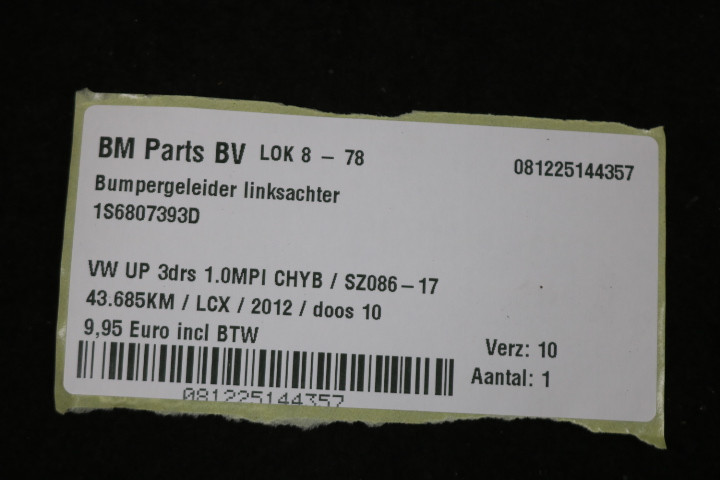 BM Parts BV LOK 8 - 78
081225144357
Bumpergeleider linksachter
1S6807393D
VW UP 3drs 1.0MPI CHYB / SZ086-17
43.685KM / LCX / 2012 / doos 10
9,95 Euro incl BTW
Verz: 10
Aantal: 1
081225144357